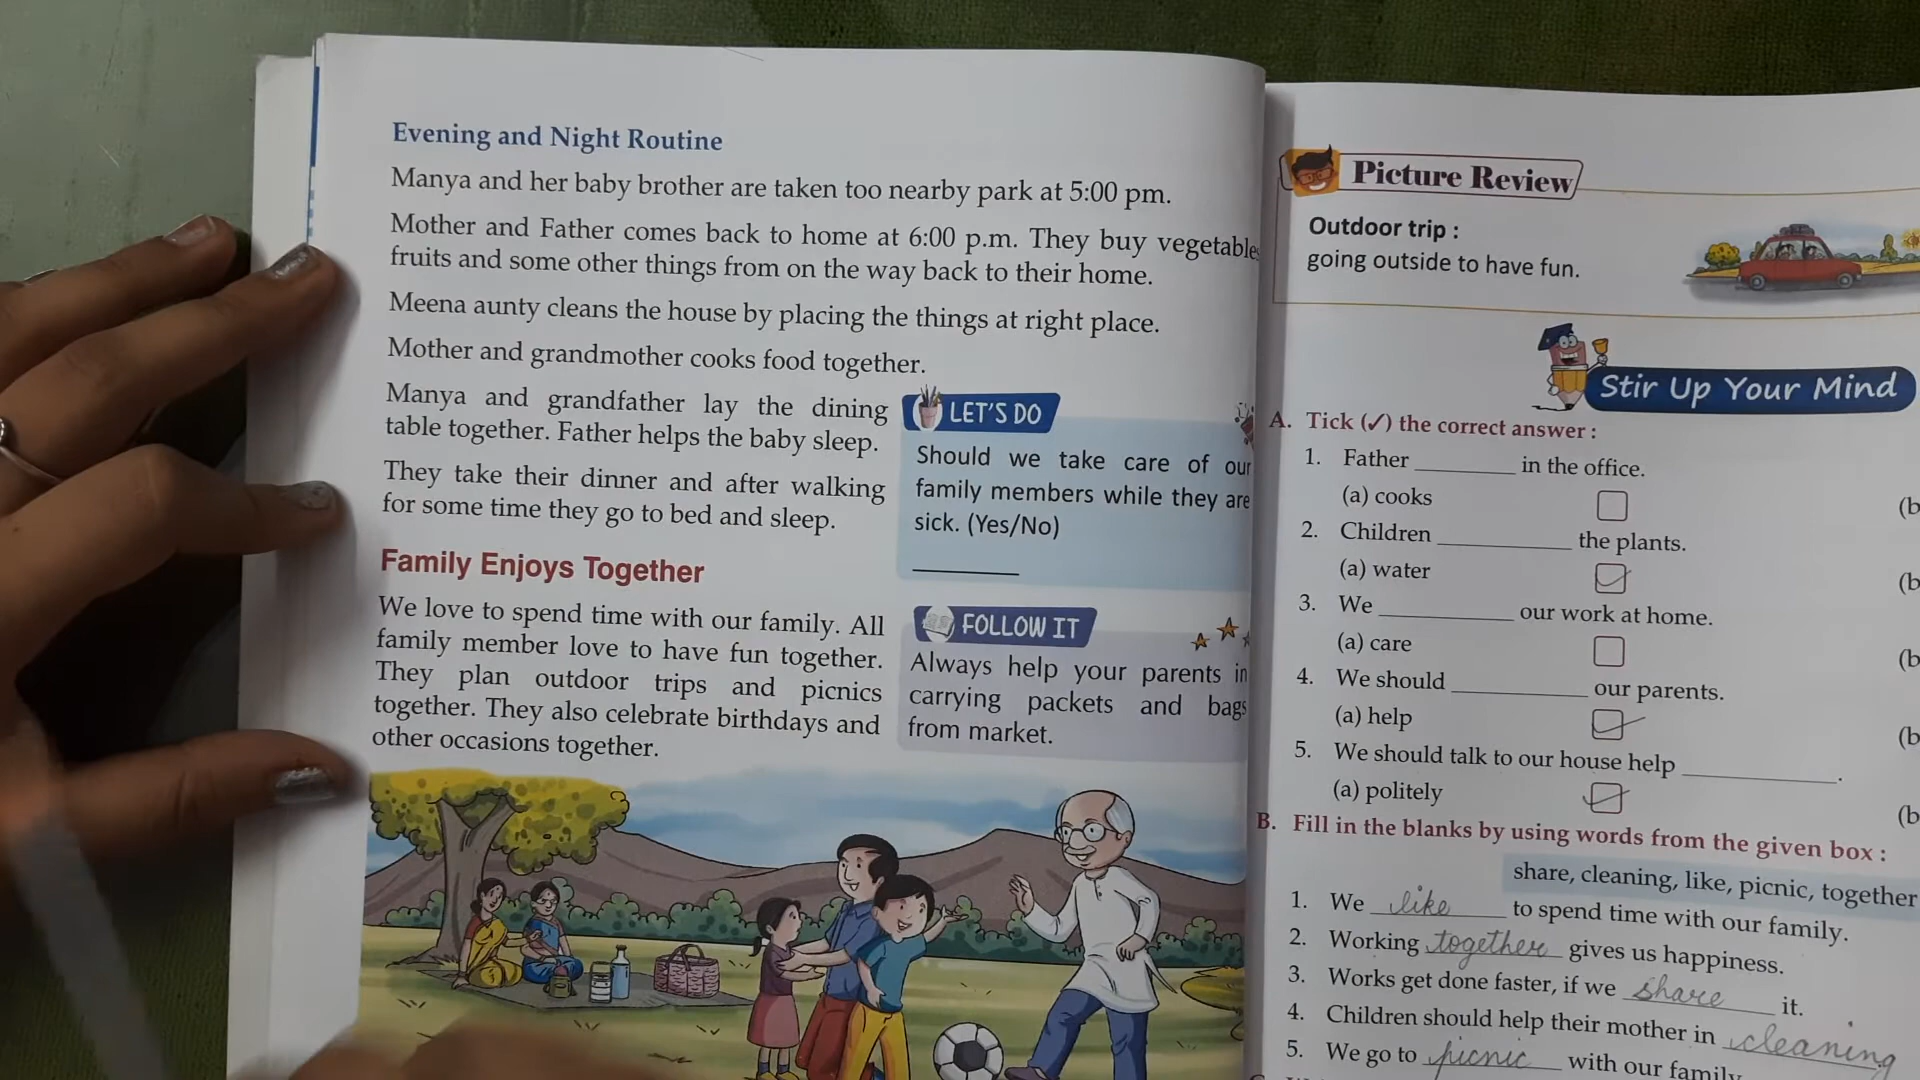 Evening and Night Routine
Manya and her baby brother are taken too nearby park at 5:00 pm.
Mother and Father comes back to home at 6:00 p.m. They buy vegetables
fruits and some other things from on the way back to their home.
Meena aunty cleans the house by placing the things at right place.
Mother and grandmother cooks food together.
Manya and grandfather lay the dining
table together. Father helps the baby sleep.
They take their dinner and after walking
for some time they go to bed and sleep.
LET'S DO
Should we take care of our
family members while they are
sick. (Yes/No)
Family Enjoys Together
We love to spend time with our family. All
family member love to have fun together.
They plan outdoor trips and picnics
together. They also celebrate birthdays and
other occasions together.
FOLLOW IT
Always help your parents in
carrying packets and bags
from market.
Picture Review
Outdoor trip :
going outside to have fun.
Stir Up Your Mind
A. Tick (✓) the correct answer :
1. Father ________ in the office.
(a) cooks (b
2. Children ________ the plants.
(a) water (b
3. We ________ our work at home.
(a) care (b
4. We should ________ our parents.
(a) help (b
5. We should talk to our house help ________.
(a) politely (b
B. Fill in the blanks by using words from the given box :
share, cleaning, like, picnic, together
1. We like to spend time with our family.
2. Working together gives us happiness.
3. Works get done faster, if we share it.
4. Children should help their mother in cleaning
5. We go to picnic with our family